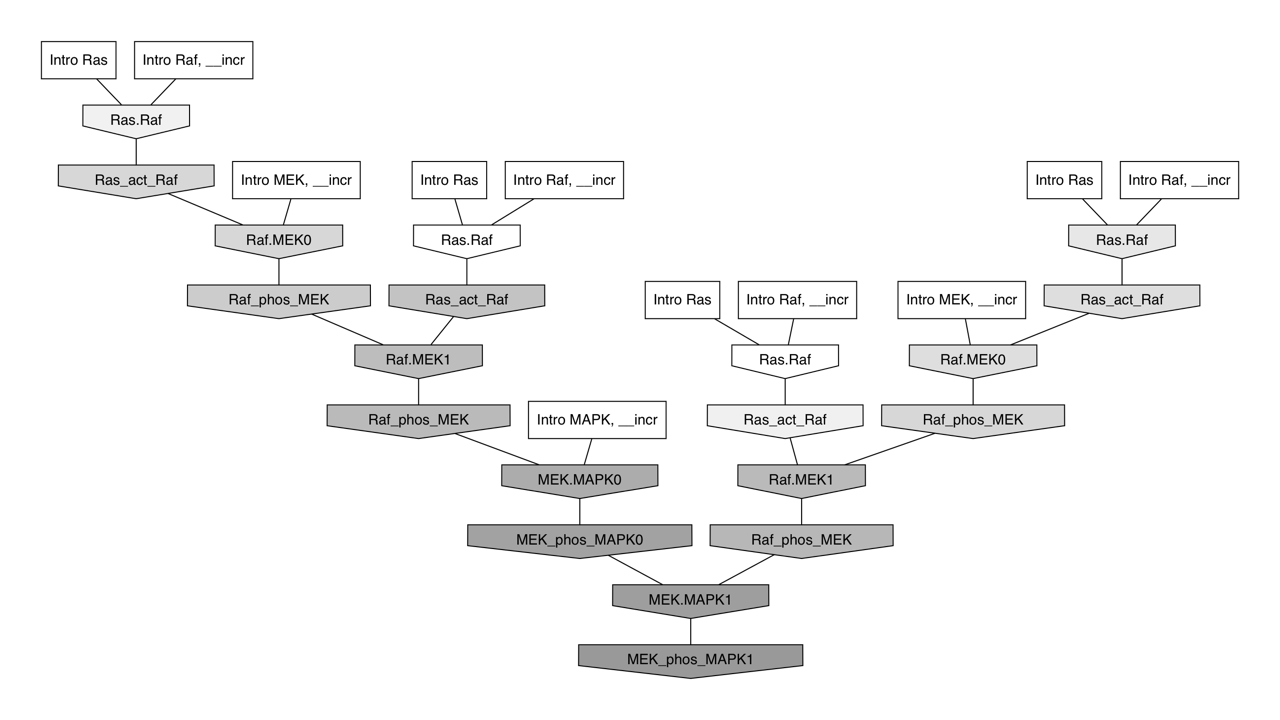 Intro Ras
Intro Raf, __incr
Ras.Raf
Ras_act_Raf
Intro MEK, __incr
Intro Ras
Intro Raf, __incr
Intro Ras
Intro Raf, __incr
Raf.MEK0
Ras.Raf
Ras.Raf
Raf_phos_MEK
Ras_act_Raf
Intro Ras
Intro Raf, __incr
Intro MEK, __incr
Ras_act_Raf
Raf.MEK1
Ras.Raf
Raf.MEK0
Raf_phos_MEK
Intro MAPK, __incr
Ras_act_Raf
Raf_phos_MEK
MEK.MAPK0
Raf.MEK1
MEK_phos_MAPK0
Raf_phos_MEK
MEK.MAPK1
MEK_phos_MAPK1